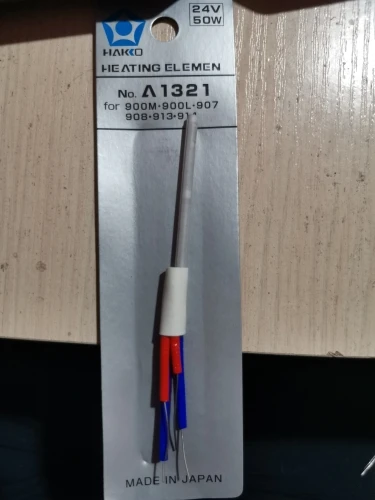 24V
50W
HAKKO
HEATING ELEMEN
No. A1321
for 900M·900L·907
908·913·914
MADE IN JAPAN